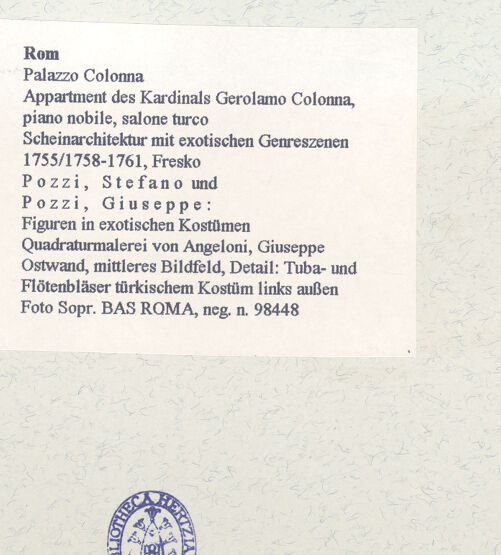 Rom
Palazzo Colonna
Appartment des Kardinals Gerolamo Colonna,
piano nobile, salone turco
Scheinarchitektur mit exotischen Genreszenen
1755/1758-1761, Fresko
Pozzi, Stefano und
Pozzi, Giuseppe:
Figuren in exotischen Kostümen
Quadraturmalerei von Angeloni, Giuseppe
Ostwand, mittleres Bildfeld, Detail: Tuba- und
Flötenbläser türkischem Kostüm links außen
Foto Sopr. BAS ROMA, neg. n. 98448
BIBLIOTHECA HERTZIA